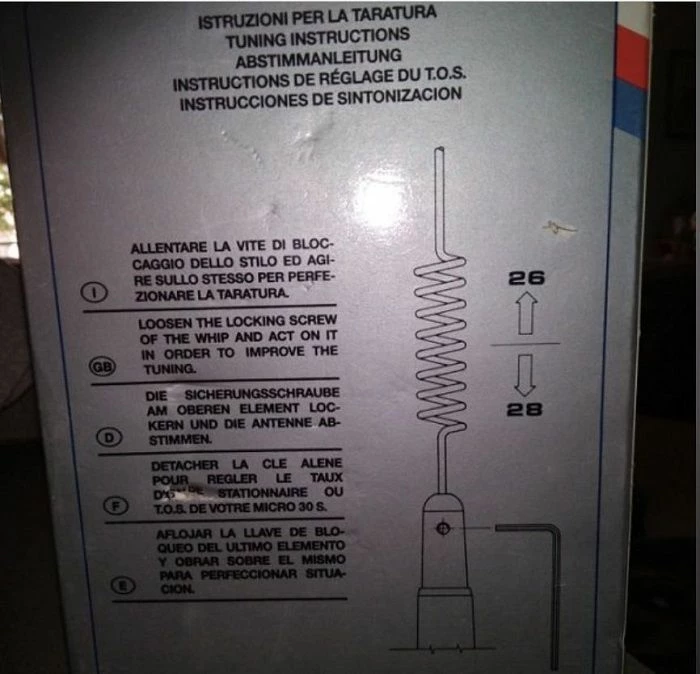 ISTRUZIONI PER LA TARATURA
TUNING INSTRUCTIONS
ABSTIMMANLEITUNG
INSTRUCTIONS DE RÉGLAGE DU T.O.S.
INSTRUCCIONES DE SINTONIZACION
I
ALLENTARE LA VITE DI BLOC-
CAGGIO DELLO STILO ED AGI-
RE SULLO STESSO PER PERFE-
ZIONARE LA TARATURA.
GB
LOOSEN THE LOCKING SCREW
OF THE WHIP AND ACT ON IT
IN ORDER TO IMPROVE THE
TUNING.
D
DIE SICHERUNGSSCHRAUBE
AM OBEREN ELEMENT LOC-
KERN UND DIE ANTENNE AB-
STIMMEN.
F
DETACHER LA CLE ALENE
POUR REGLER LE TAUX
STATIONNAIRE OU
T.O.S. DE VOTRE MICRO 30 S.
E
AFLOJAR LA LLAVE DE BLO-
QUEO DEL ULTIMO ELEMENTO
Y OBRAR SOBRE EL MISMO
PARA PERFECCIONAR SITUA-
CION.
26
28